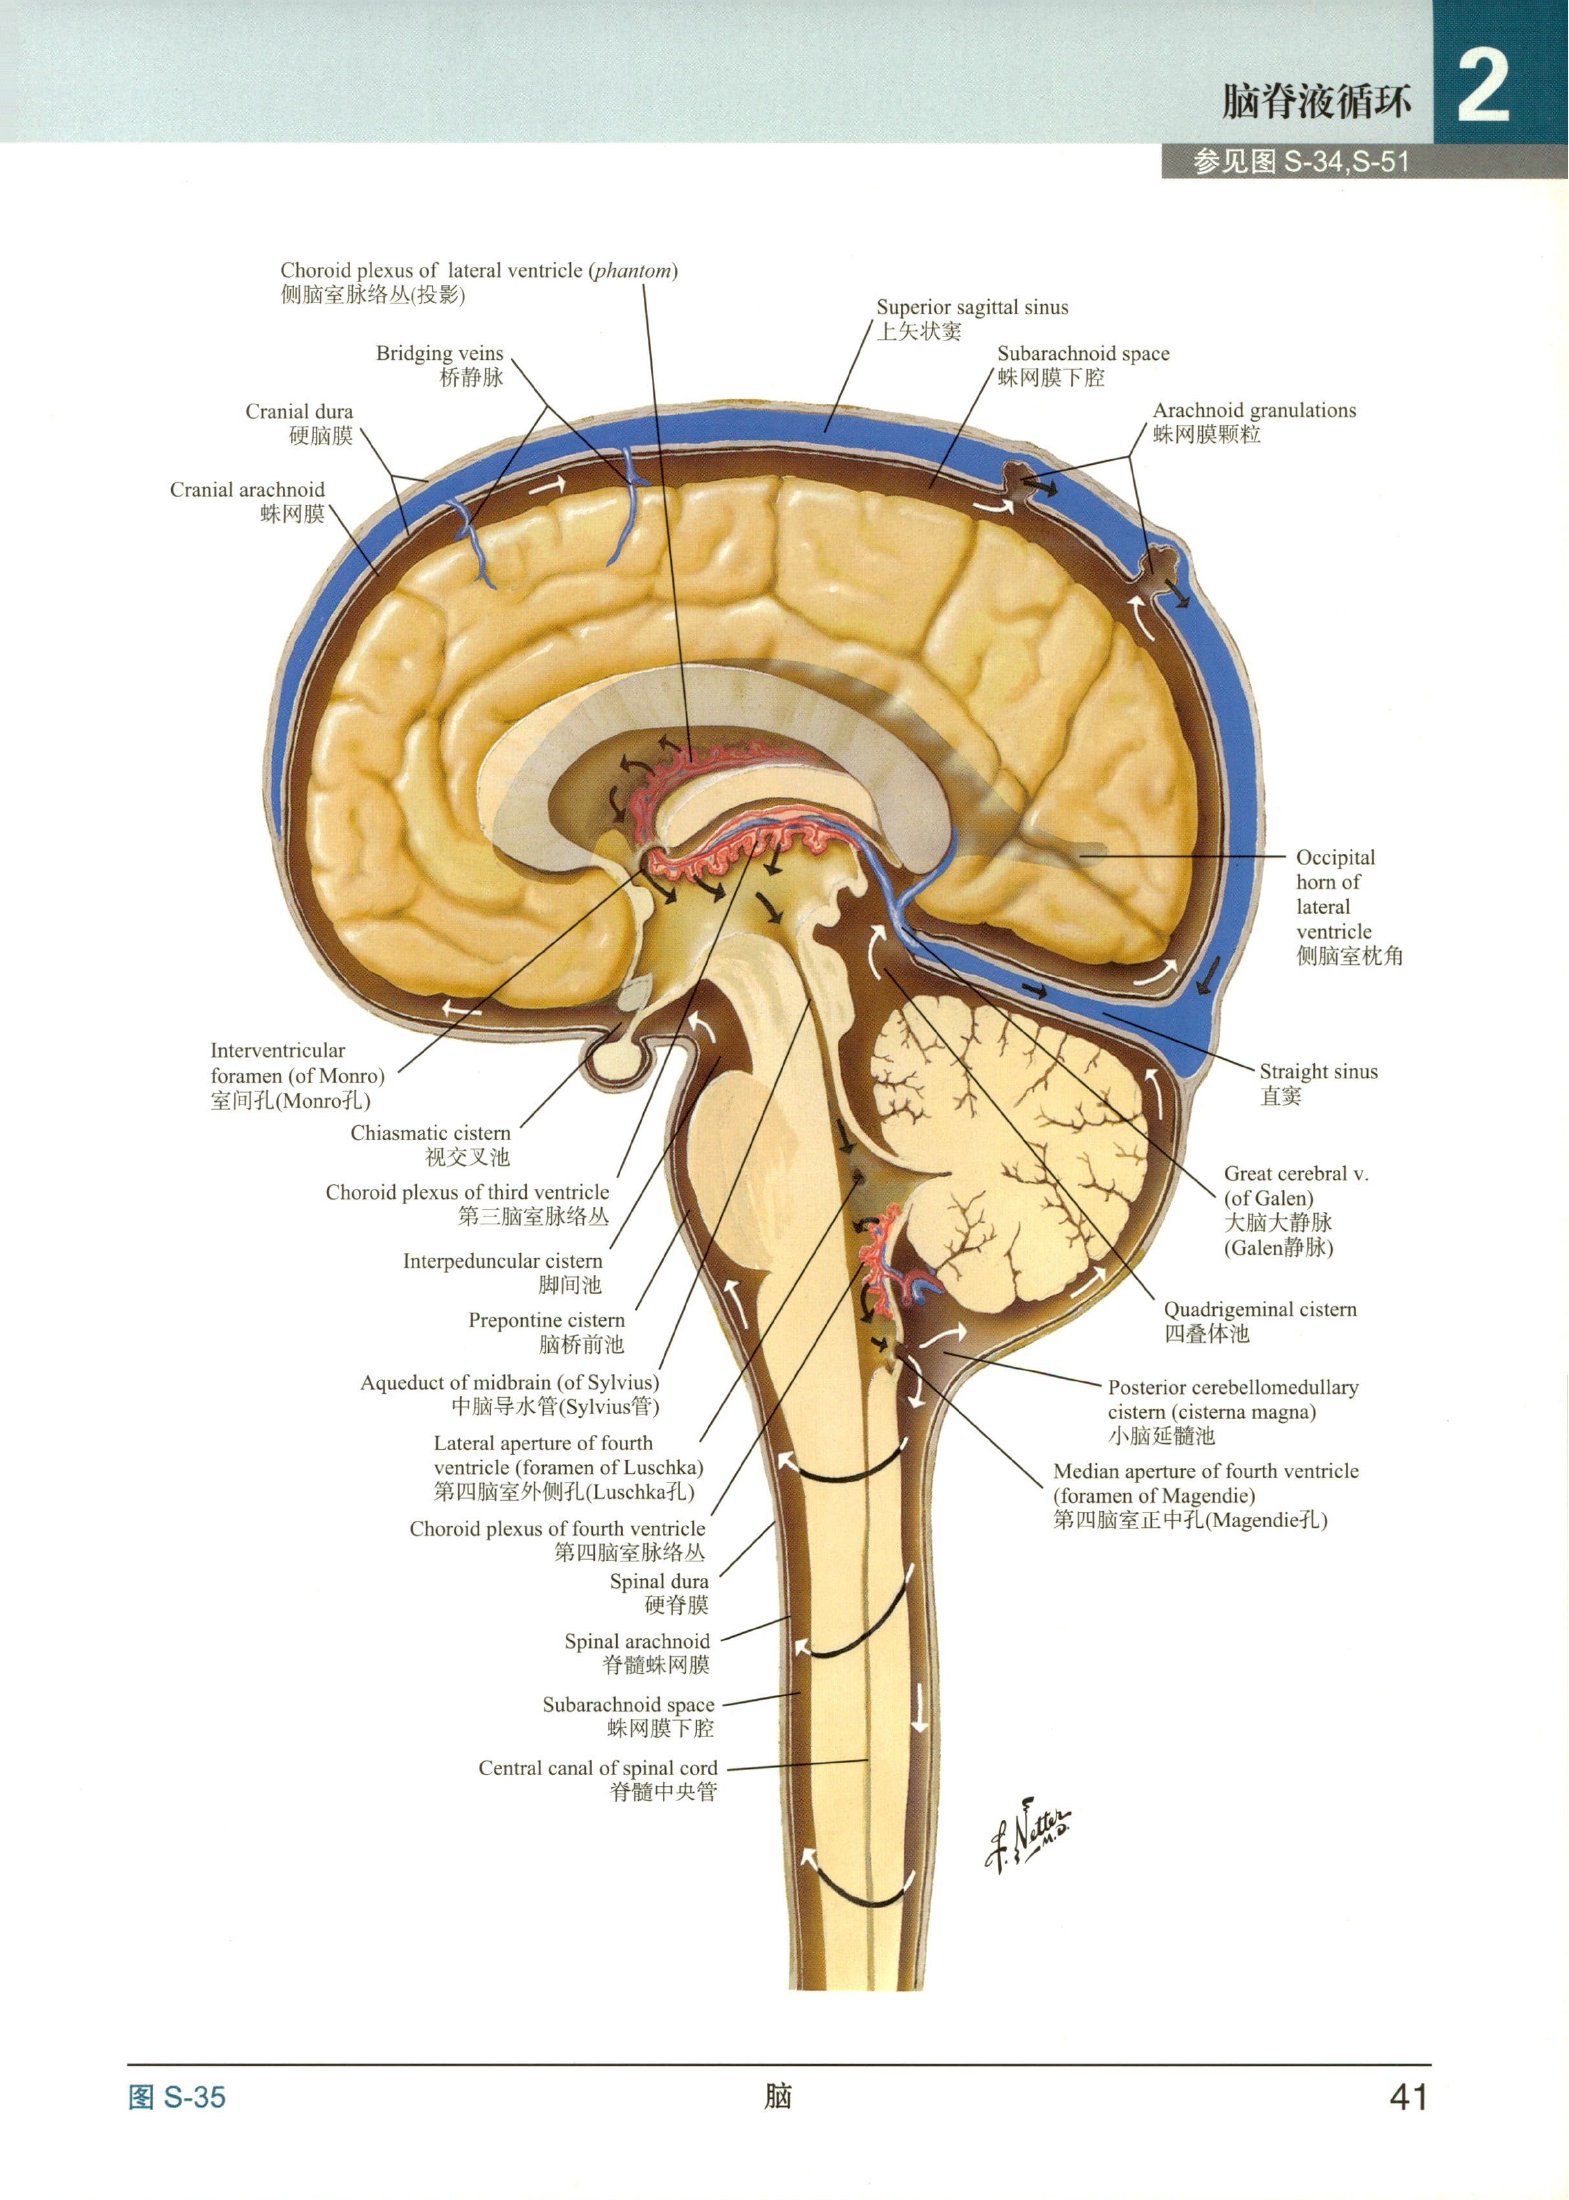 脑脊液循环
2
参见图 S-34,S-51
Choroid plexus of lateral ventricle (phantom)
侧脑室脉络丛(投影)
Superior sagittal sinus
上矢状窦
Bridging veins
桥静脉
Subarachnoid space
蛛网膜下腔
Cranial dura
硬脑膜
Arachnoid granulations
蛛网膜颗粒
Cranial arachnoid
蛛网膜
Occipital
horn of
lateral
ventricle
侧脑室枕角
Interventricular
foramen (of Monro)
室间孔(Monro孔)
Straight sinus
直窦
Chiasmatic cistern
视交叉池
Choroid plexus of third ventricle
第三脑室脉络丛
Great cerebral v.
(of Galen)
大脑大静脉
(Galen静脉)
Interpeduncular cistern
脚间池
Prepontine cistern
脑桥前池
Quadrigeminal cistern
四叠体池
Aqueduct of midbrain (of Sylvius)
中脑导水管(Sylvius管)
Posterior cerebellomedullary
cistern (cisterna magna)
小脑延髓池
Lateral aperture of fourth
ventricle (foramen of Luschka)
第四脑室外侧孔(Luschka孔)
Median aperture of fourth ventricle
(foramen of Magendie)
第四脑室正中孔(Magendie孔)
Choroid plexus of fourth ventricle
第四脑室脉络丛
Spinal dura
硬脊膜
Spinal arachnoid
脊髓蛛网膜
Subarachnoid space
蛛网膜下腔
Central canal of spinal cord
脊髓中央管
F. Netter
M.D.
图 S-35
脑
41